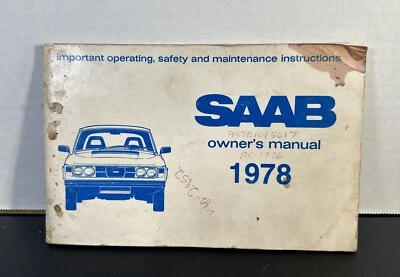 important operating, safety and maintenance instructions
SAAB
owner's manual
1978